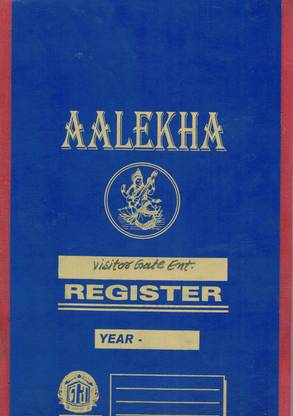 AALEKHA
Visitor Gate Ent.
REGISTER
YEAR -